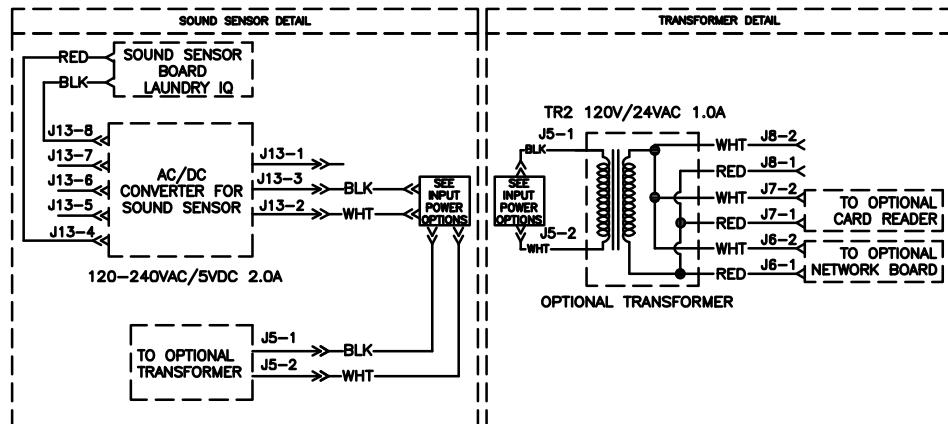 SOUND SENSOR DETAIL
RED
BLK
SOUND SENSOR
BOARD
LAUNDRY IQ
J13-8
J13-7
J13-6
J13-5
J13-4
AC/DC
CONVERTER FOR
SOUND SENSOR
J13-1
J13-3
BLK
J13-2
WHT
SEE
INPUT
POWER
OPTIONS
120-240VAC/5VDC 2.0A
TO OPTIONAL
TRANSFORMER
J5-1
BLK
J5-2
WHT
TRANSFORMER DETAIL
TR2 120V/24VAC 1.0A
J5-1
BLK
SEE
INPUT
POWER
OPTIONS
J5-2
WHT
WHT
J8-2
RED
J8-1
WHT
J7-2
RED
J7-1
TO OPTIONAL
CARD READER
WHT
J6-2
RED
J6-1
TO OPTIONAL
NETWORK BOARD
OPTIONAL TRANSFORMER